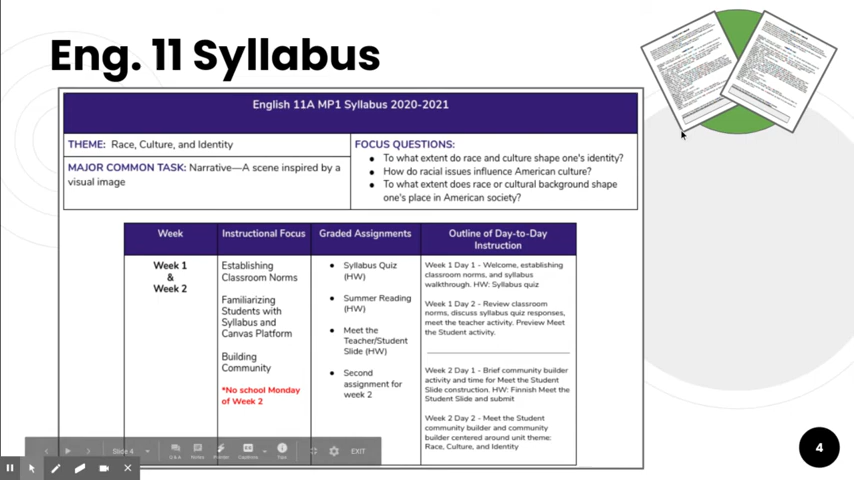 Eng. 11 Syllabus
English 11A MP1 Syllabus 2020-2021
THEME: Race, Culture, and Identity
MAJOR COMMON TASK: Narrative—A scene inspired by a
visual image
FOCUS QUESTIONS:
● To what extent do race and culture shape one's identity?
● How do racial issues influence American culture?
● To what extent does race or cultural background shape
one's place in American society?
Week
Instructional Focus
Graded Assignments
Outline of Day-to-Day
Instruction
Week 1
&
Week 2
Establishing
Classroom Norms
Familiarizing
Students with
Syllabus and
Canvas Platform
Building
Community
*No school Monday
of Week 2
● Syllabus Quiz
(HW)
● Summer Reading
(HW)
● Meet the
Teacher/Student
Slide (HW)
● Second
assignment for
week 2
Week 1 Day 1 - Welcome, establishing
classroom norms, and syllabus
walkthrough. HW: Syllabus quiz
Week 1 Day 2 - Review classroom
norms, discuss syllabus quiz responses,
meet the teacher activity. Preview Meet
the Student activity.
Week 2 Day 1 - Brief community builder
activity and time for Meet the Student
Slide construction. HW: Finnish Meet the
Student Slide and submit
Week 2 Day 2 - Meet the Student
community builder and community
builder centered around unit theme:
Race, Culture, and Identity
Slide 4
Q & A
Notes
Pointer
Captions
Tips
EXIT
4